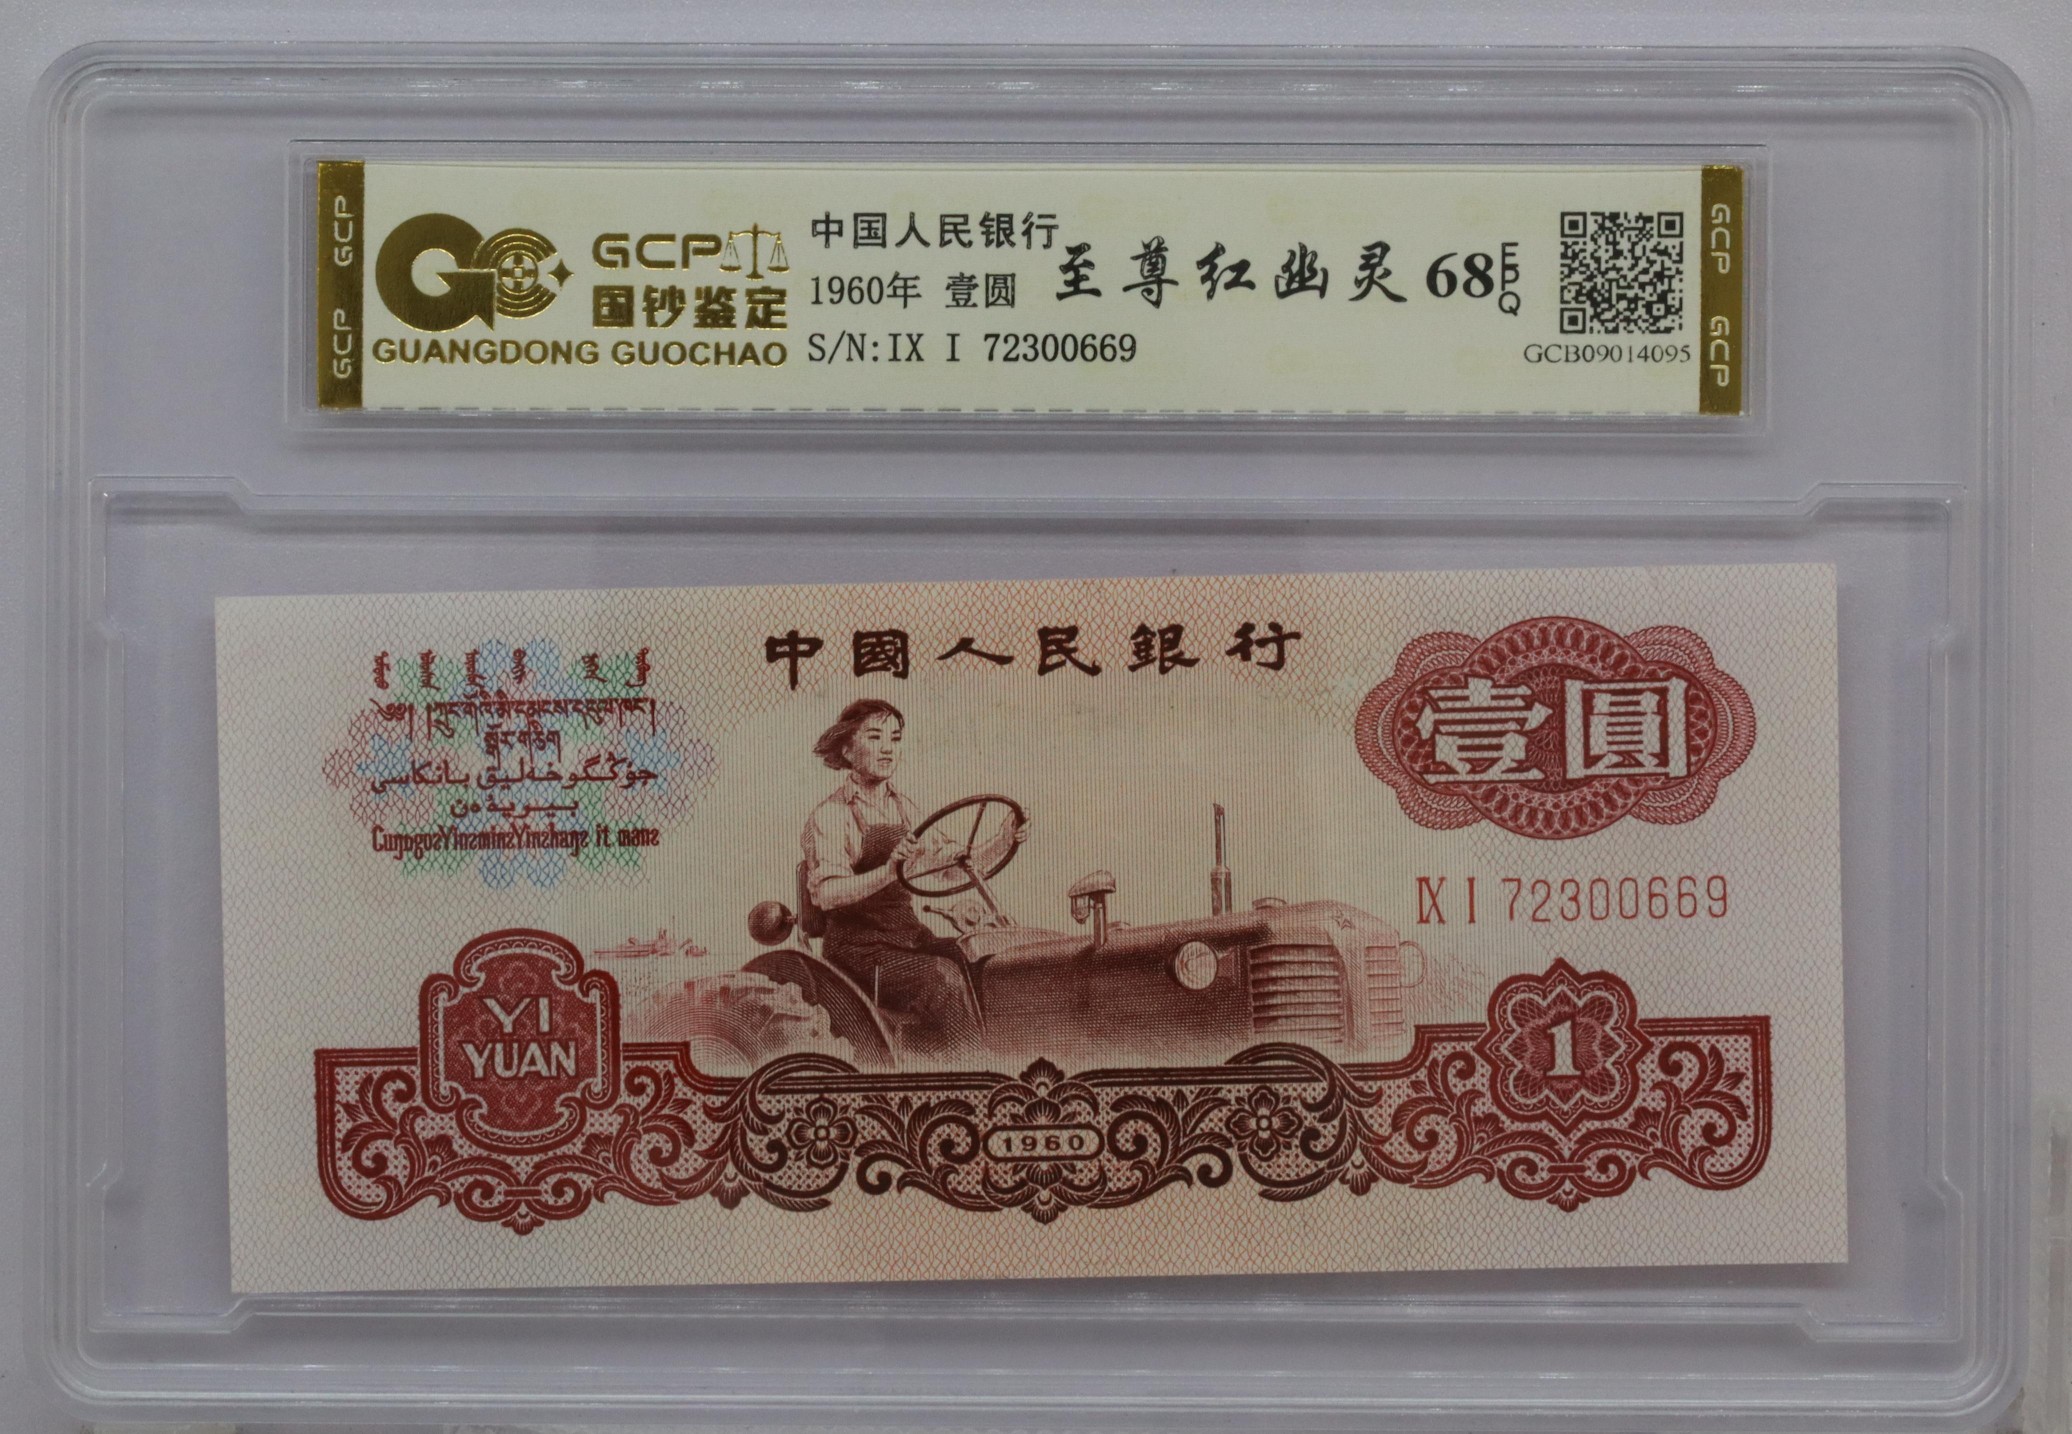 GCP GCP
GCP
国钞鉴定
GUANGDONG GUOCHAO
中国人民银行
1960年 壹圆
S/N:IX I 72300669
至尊红幽灵 68 EPQ
GCB09014095
GCP GCP
中國人民銀行
壹圓
IX I 72300669
YI
YUAN
1960
1